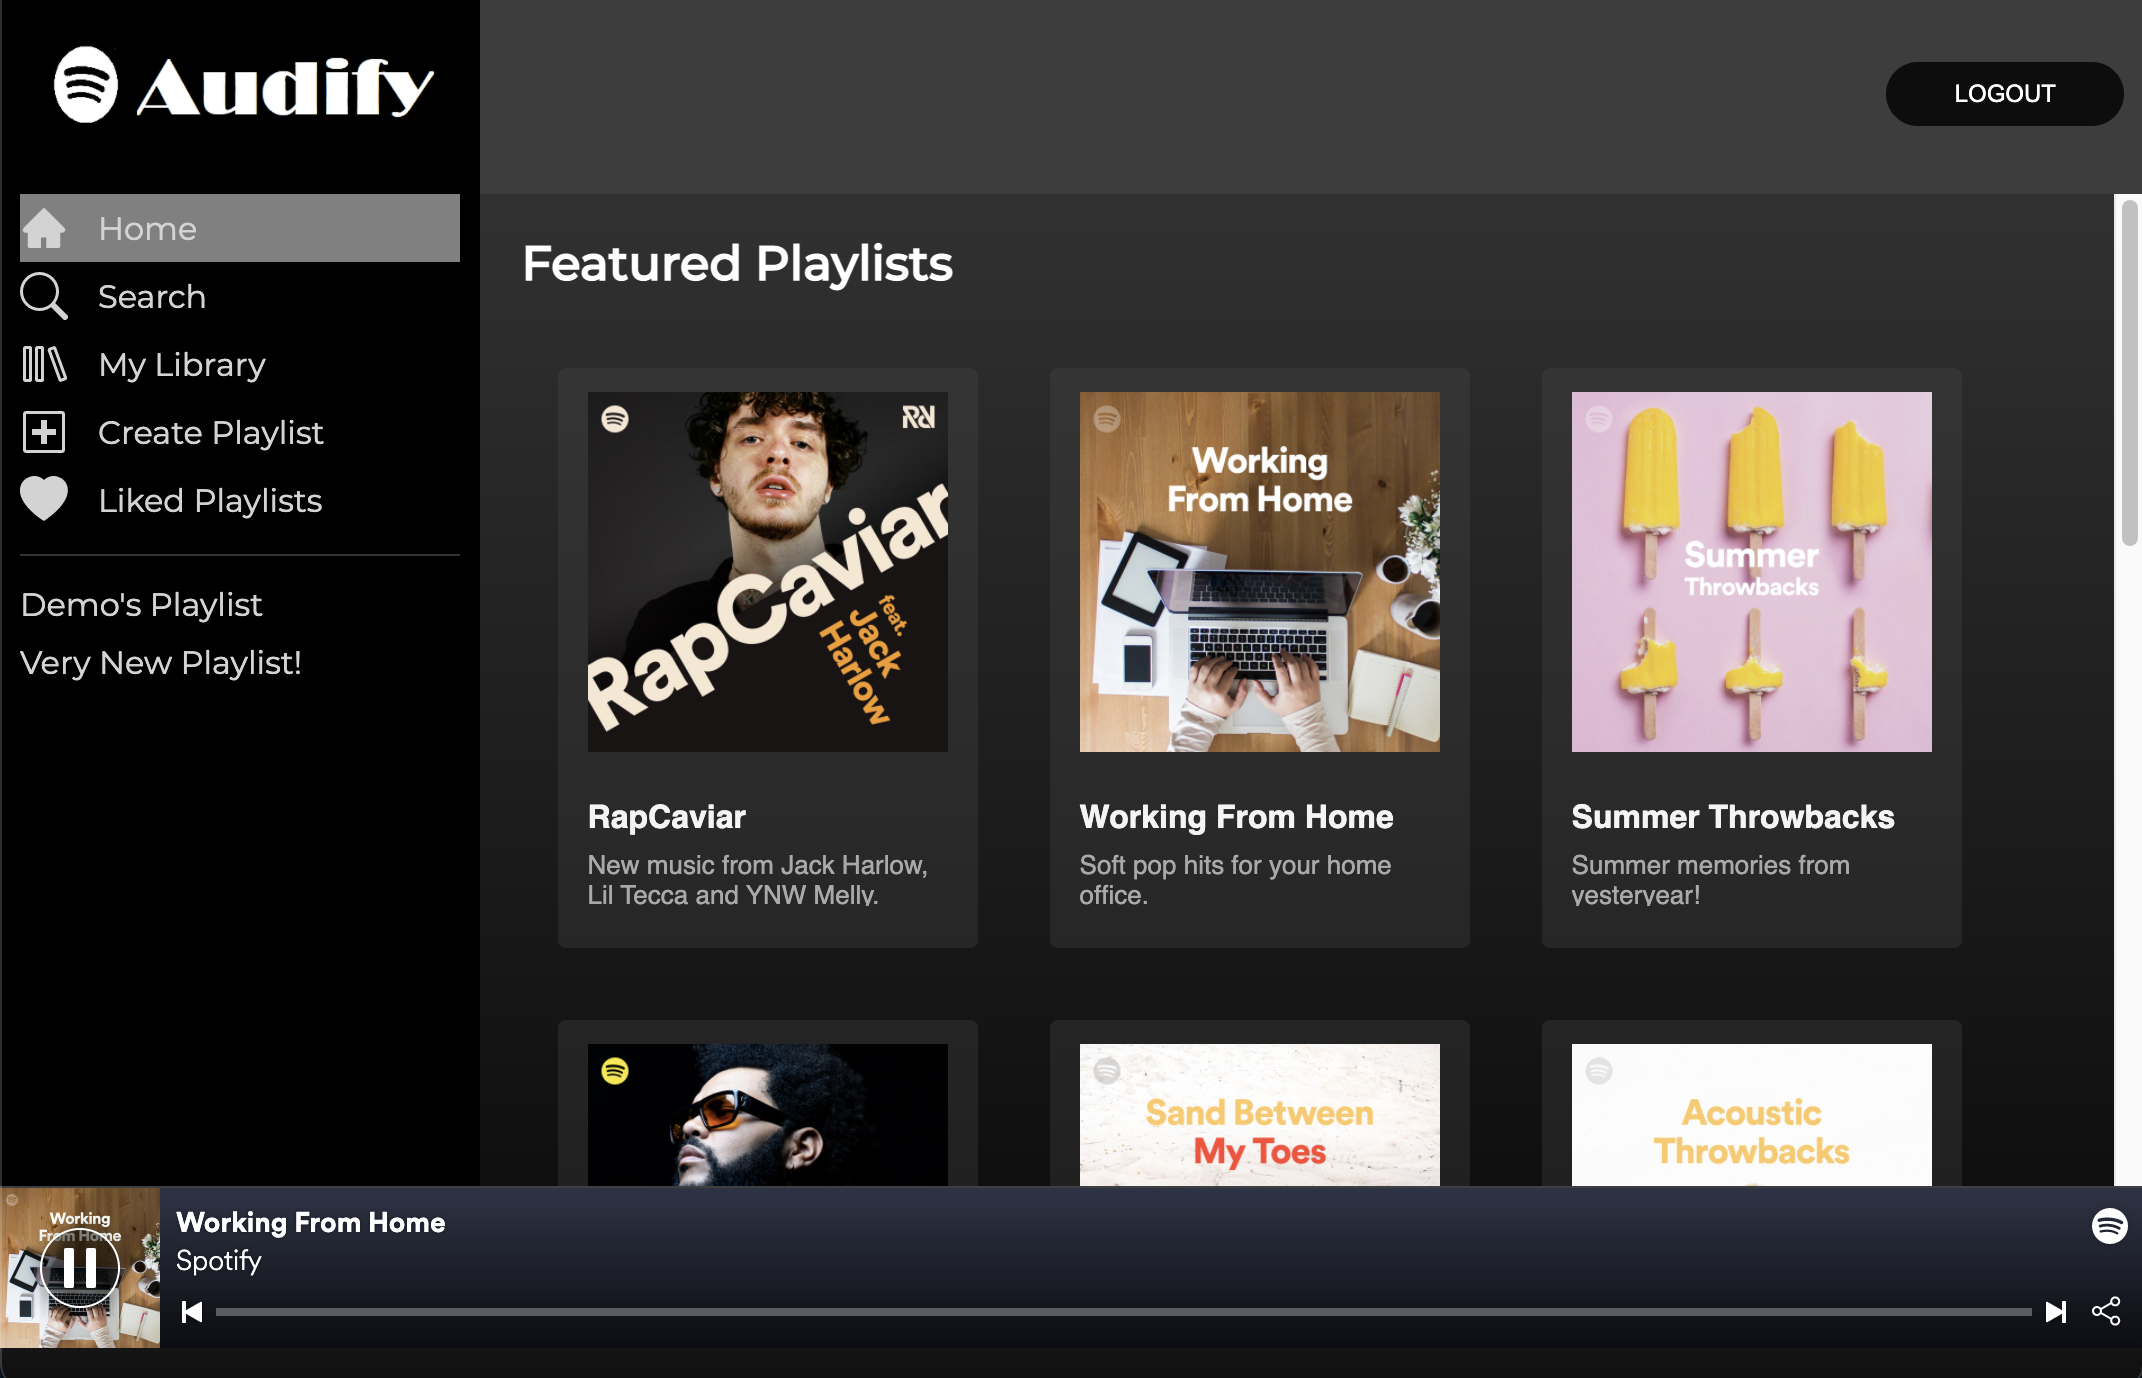 Audify
LOGOUT
Home
Search
My Library
Create Playlist
Liked Playlists
Demo's Playlist
Very New Playlist!
Featured Playlists
RapCaviar
feat.
Jack
Harlow
Working
From Home
Summer
Throwbacks
RapCaviar
New music from Jack Harlow,
Lil Tecca and YNW Melly.
Working From Home
Soft pop hits for your home
office.
Summer Throwbacks
Summer memories from
yesteryear!
Sand Between
My Toes
Acoustic
Throwbacks
Working
From Home
Working From Home
Spotify